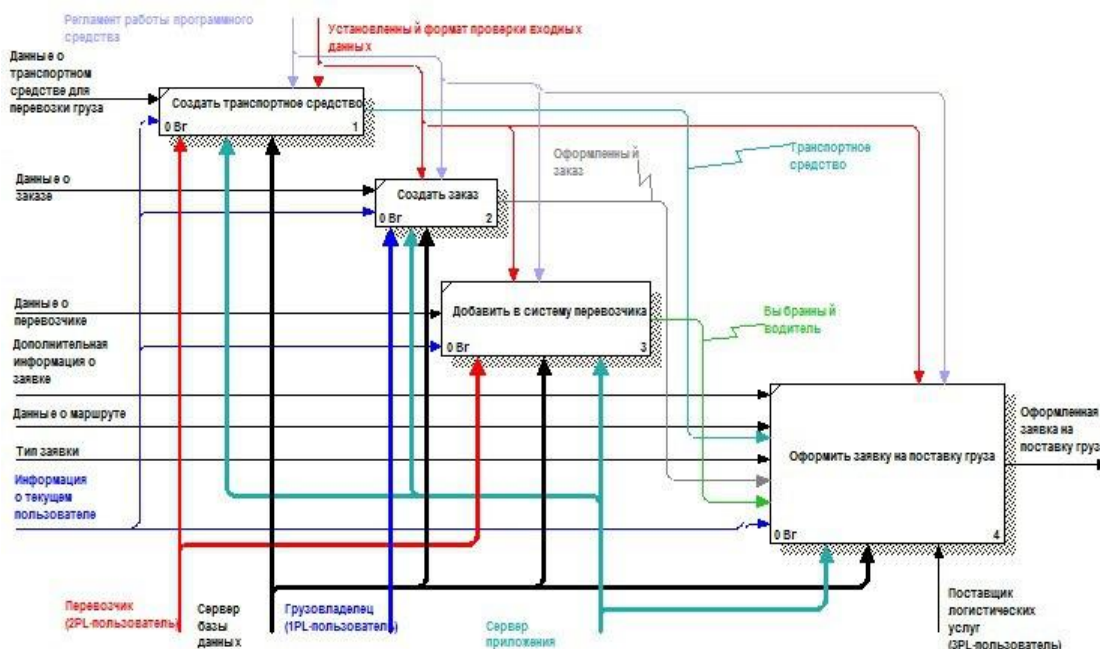 Регламент работы программного
средства
Установленный формат проверки входных
данных
Данные о
транспортном
средстве для
перевозки груза
Создать транспортное средство
0 Вг
1
Оформленный
заказ
Транспортное
средство
Данные о
заказе
Создать заказ
0 Вг
2
Данные о
перевозчике
Добавить в систему перевозчика
0 Вг
3
Выбранный
водитель
Дополнительная
информация о
заявке
Данные о маршруте
Тип заявки
Информация
о текущем
пользователе
Оформить заявку на поставку груза
0 Вг
4
Оформленная
заявка на
поставку груз
Перевозчик
(2PL-пользователь)
Сервер
базы
данных
Грузовладелец
(1PL-пользователь)
Сервер
приложения
Поставщик
логистических
услуг
(3PL-пользователь)